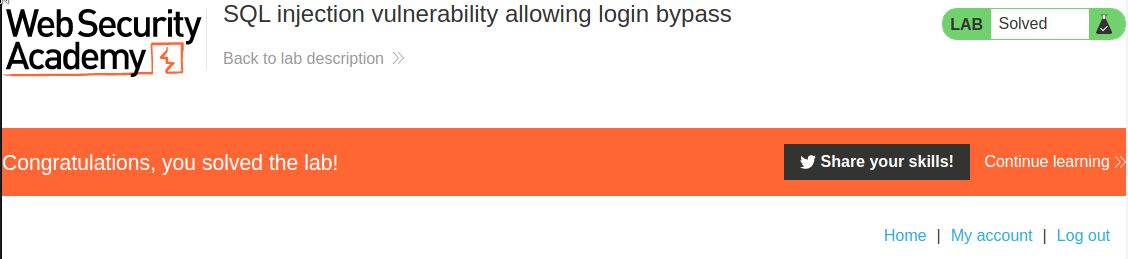 Web Security
Academy
SQL injection vulnerability allowing login bypass
Back to lab description
LAB Solved
Congratulations, you solved the lab!
Share your skills!
Continue learning
Home | My account | Log out